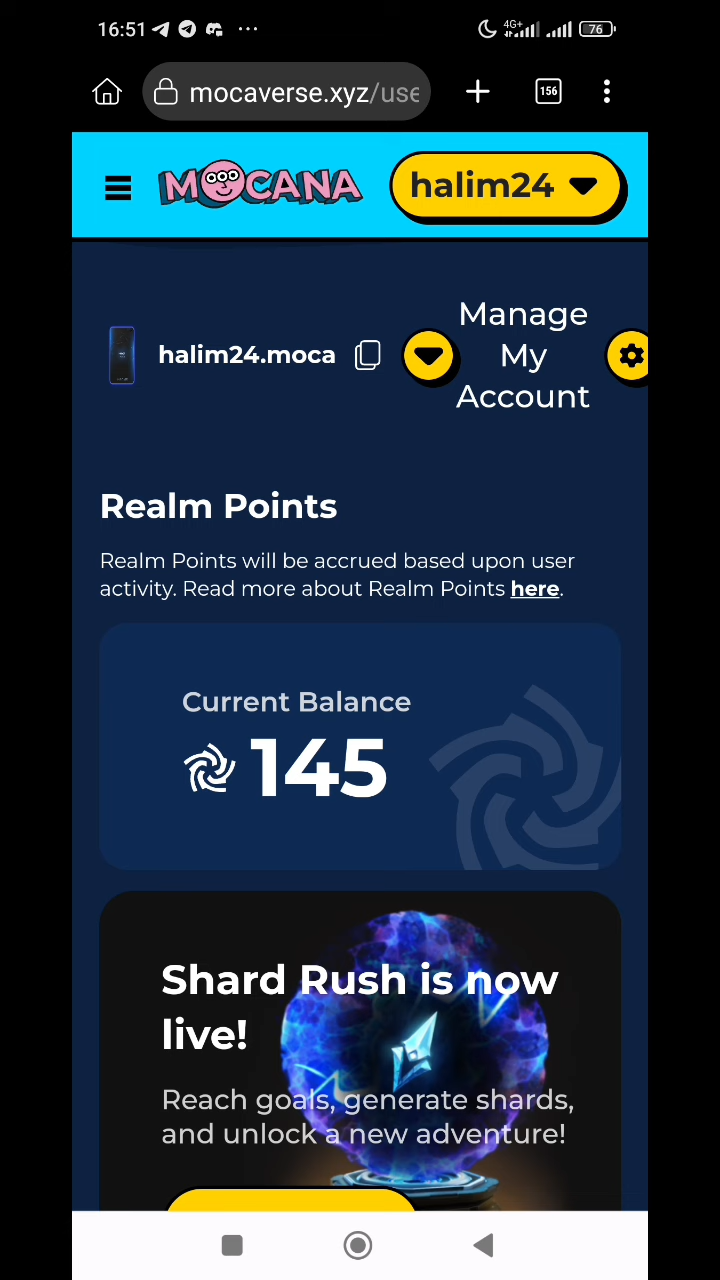 16:51
4G+
76
mocaverse.xyz/use
156
MOCANA
halim24
halim24.moca
Manage
My
Account
Realm Points
Realm Points will be accrued based upon user
activity. Read more about Realm Points here.
Current Balance
145
Shard Rush is now
live!
Reach goals, generate shards,
and unlock a new adventure!